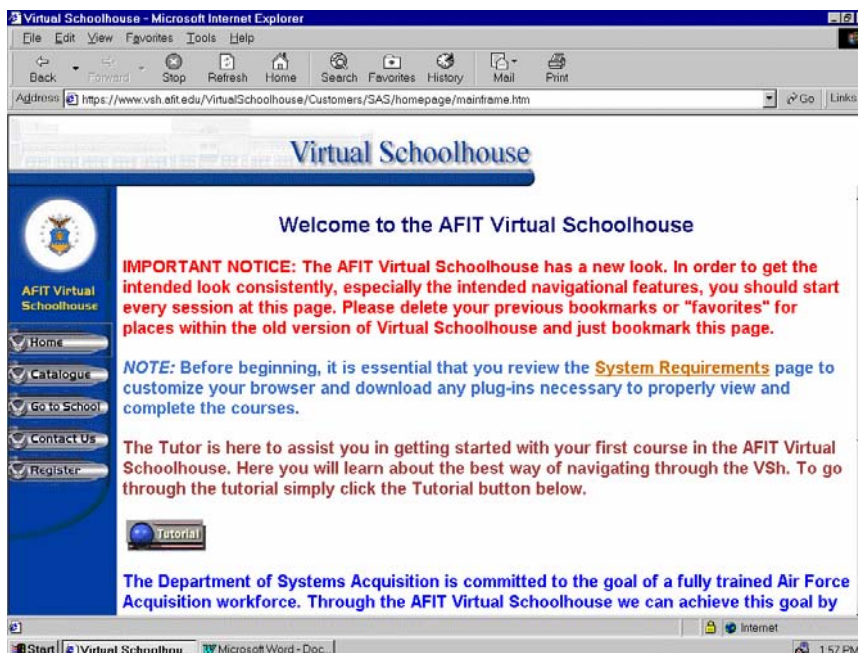 Virtual Schoolhouse - Microsoft Internet Explorer
File Edit View Favorites Tools Help
Back Forward Stop Refresh Home Search Favorites History Mail Print
Address https://www.vsh.afit.edu/VirtualSchoolhouse/Customers/SAS/homepage/mainframe.htm Go Links
Virtual Schoolhouse
AFIT Virtual
Schoolhouse
Home
Catalogue
Go to School
Contact Us
Register
Welcome to the AFIT Virtual Schoolhouse
IMPORTANT NOTICE: The AFIT Virtual Schoolhouse has a new look. In order to get the
intended look consistently, especially the intended navigational features, you should start
every session at this page. Please delete your previous bookmarks or "favorites" for
places within the old version of Virtual Schoolhouse and just bookmark this page.
NOTE: Before beginning, it is essential that you review the System Requirements page to
customize your browser and download any plug-ins necessary to properly view and
complete the courses.
The Tutor is here to assist you in getting started with your first course in the AFIT Virtual
Schoolhouse. Here you will learn about the best way of navigating through the VSh. To go
through the tutorial simply click the Tutorial button below.
Tutorial
The Department of Systems Acquisition is committed to the goal of a fully trained Air Force
Acquisition workforce. Through the AFIT Virtual Schoolhouse we can achieve this goal by
Internet
Start Virtual Schoolhou... Microsoft Word - Doc... 1:57 PM